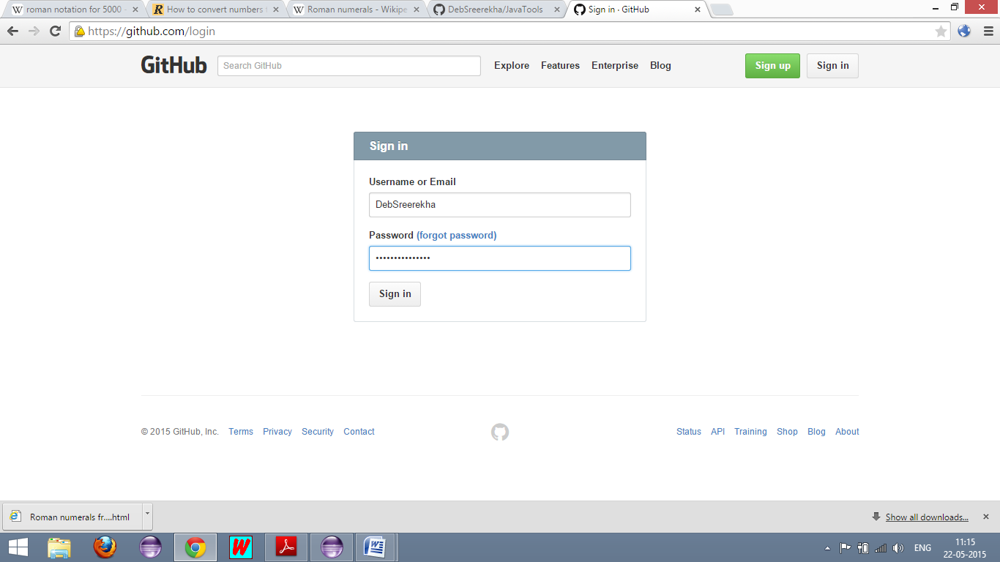 roman notation for 5000 -
How to convert numbers
Roman numerals - Wikipe
DebSreerekha/JavaTools
Sign in · GitHub
https://github.com/login
GitHub
Search GitHub
Explore
Features
Enterprise
Blog
Sign up
Sign in
Sign in
Username or Email
DebSreerekha
Password (forgot password)
•••••••••••••••
Sign in
© 2015 GitHub, Inc.
Terms
Privacy
Security
Contact
Status
API
Training
Shop
Blog
About
Roman numerals fr....html
Show all downloads...
ENG
11:15
22-05-2015